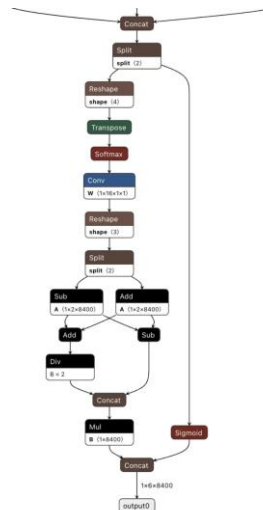 Concat
Split
split ⟨2⟩
Reshape
shape ⟨4⟩
Transpose
Softmax
Conv
W ⟨1×16×1×1⟩
Reshape
shape ⟨3⟩
Split
split ⟨2⟩
Sub
A ⟨1×2×8400⟩
Add
A ⟨1×2×8400⟩
Add
Sub
Div
B = 2
Concat
Mul
B ⟨1×8400⟩
Sigmoid
Concat
1×6×8400
output0